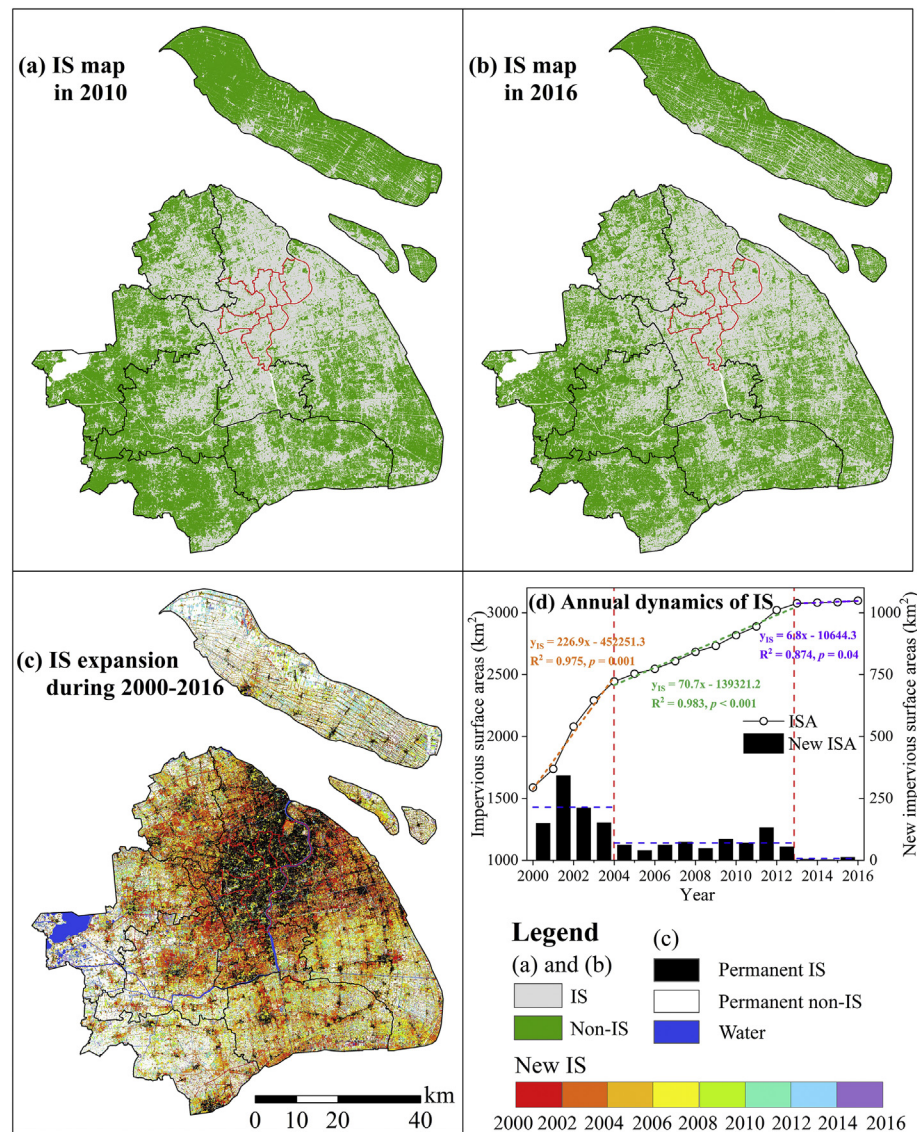 (a) IS map
in 2010
(b) IS map
in 2016
(c) IS expansion
during 2000-2016
km
0 10 20 40
(d) Annual dynamics of IS
Impervious surface areas (km²)
3000
2500
2000
1500
1000
New impervious surface areas (km²)
1000
750
500
250
0
y_IS = 226.9x - 452251.3
R² = 0.975, p = 0.001
y_IS = 70.7x - 139321.2
R² = 0.983, p < 0.001
y_IS = 6.8x - 10644.3
R² = 0.874, p = 0.04
ISA
New ISA
2000 2002 2004 2006 2008 2010 2012 2014 2016
Year
Legend
(a) and (b)
IS
Non-IS
(c)
Permanent IS
Permanent non-IS
Water
New IS
2000 2002 2004 2006 2008 2010 2012 2014 2016